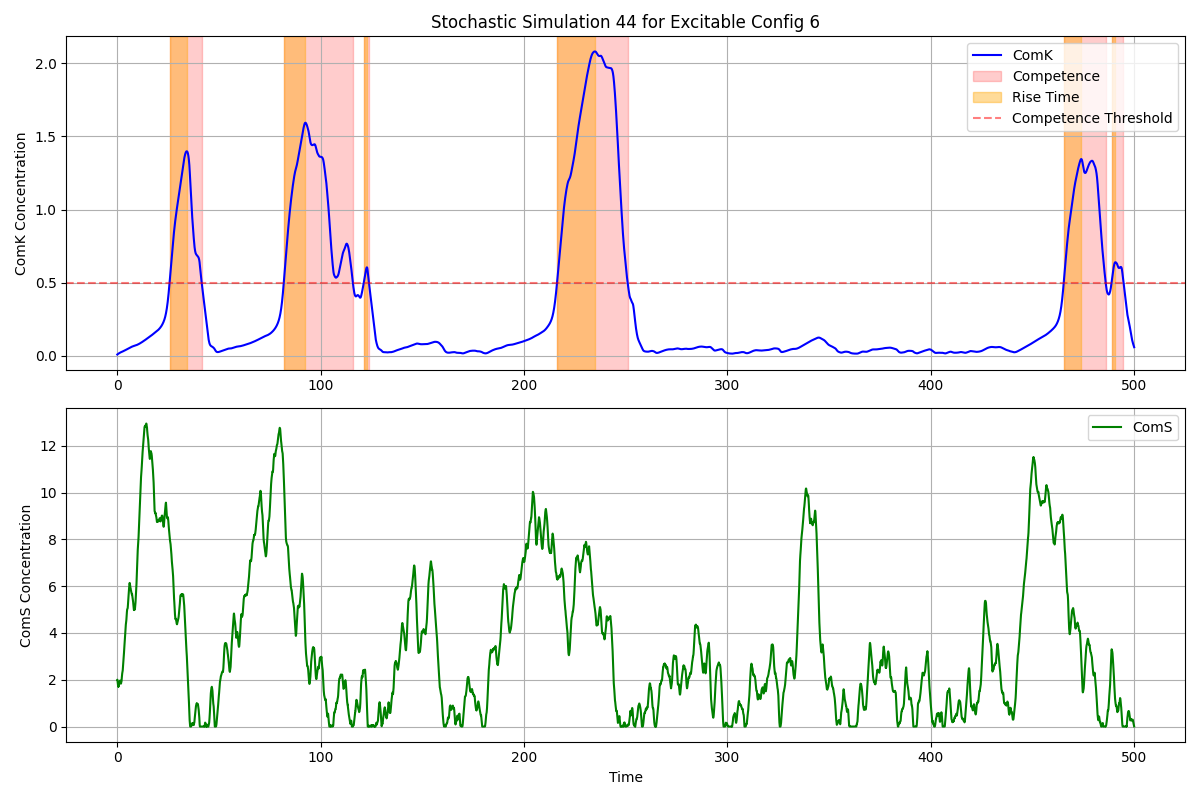 Stochastic Simulation 44 for Excitable Config 6
ComK Concentration
2.0
1.5
1.0
0.5
0.0
ComK
Competence
Rise Time
Competence Threshold
0 100 200 300 400 500
ComS Concentration
12
10
8
6
4
2
0
ComS
0 100 200 300 400 500
Time